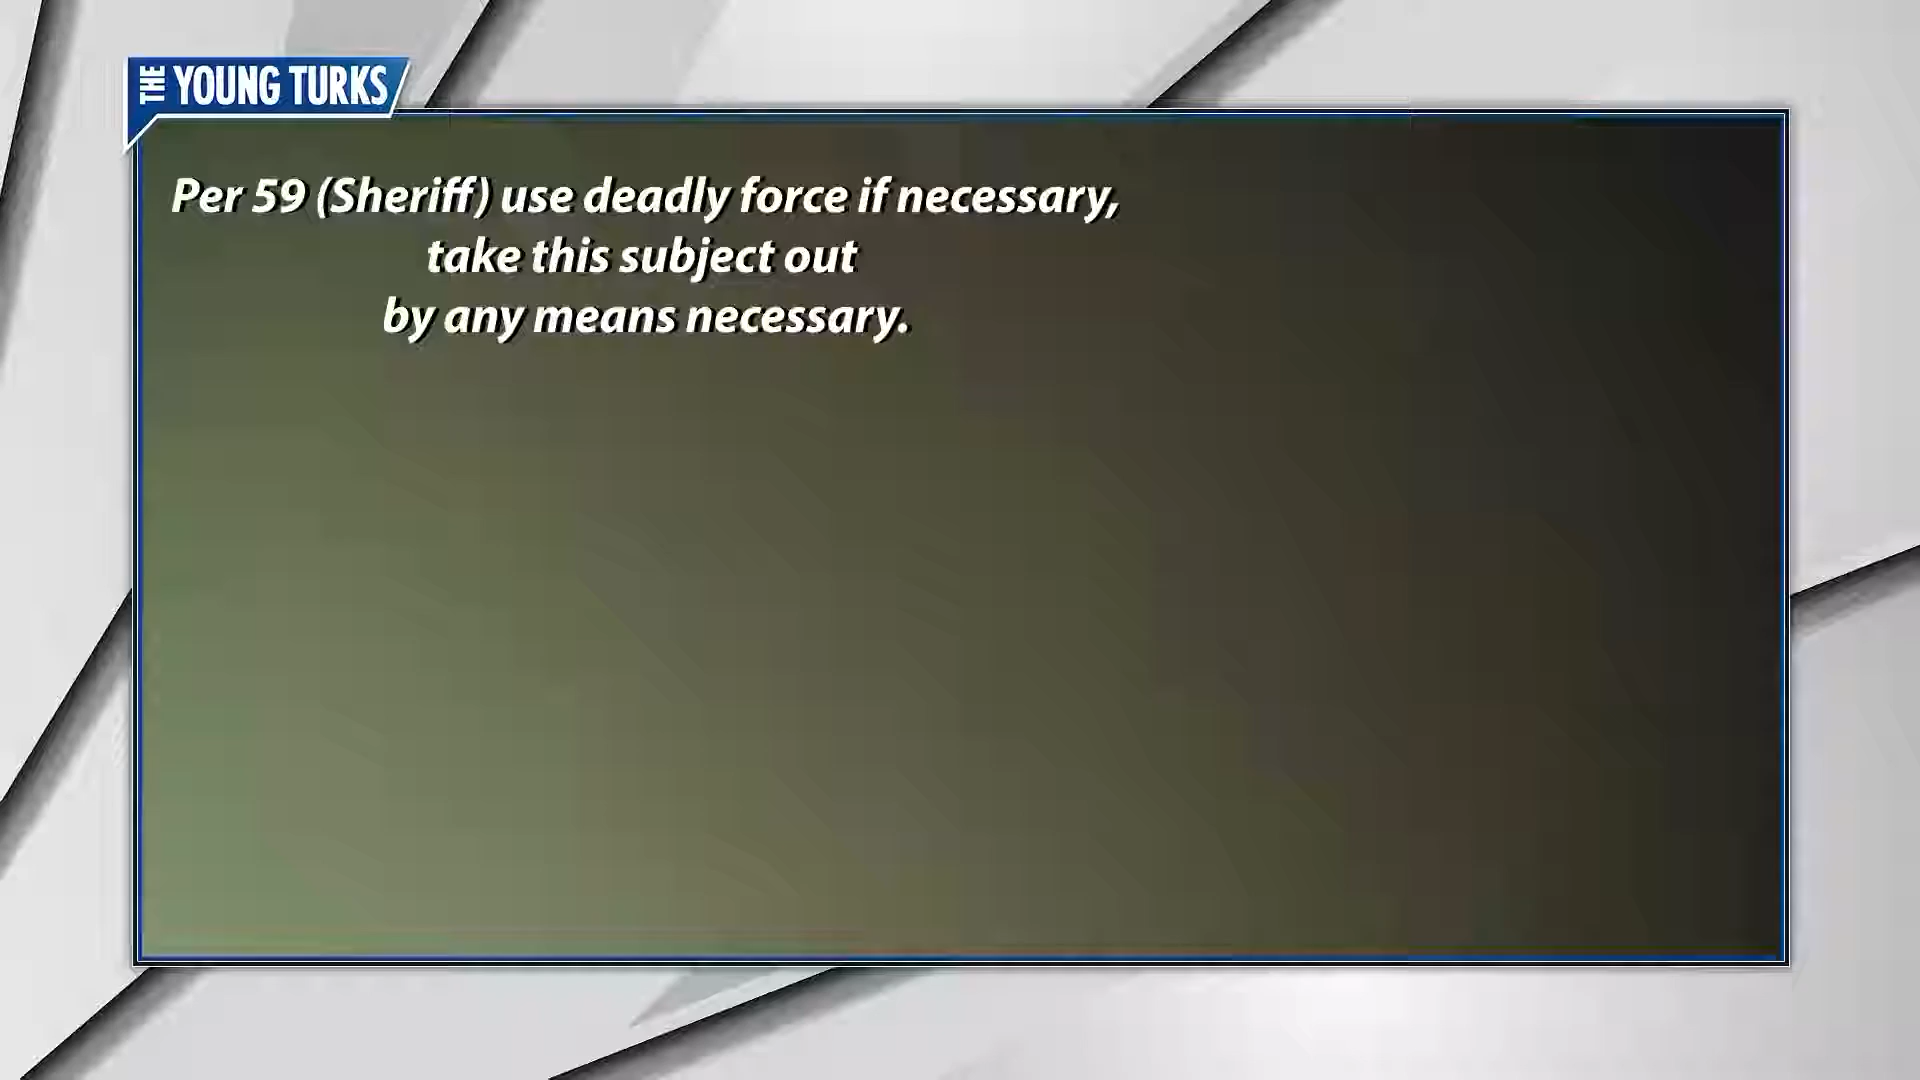 THE YOUNG TURKS
Per 59 (Sheriff) use deadly force if necessary,
take this subject out
by any means necessary.